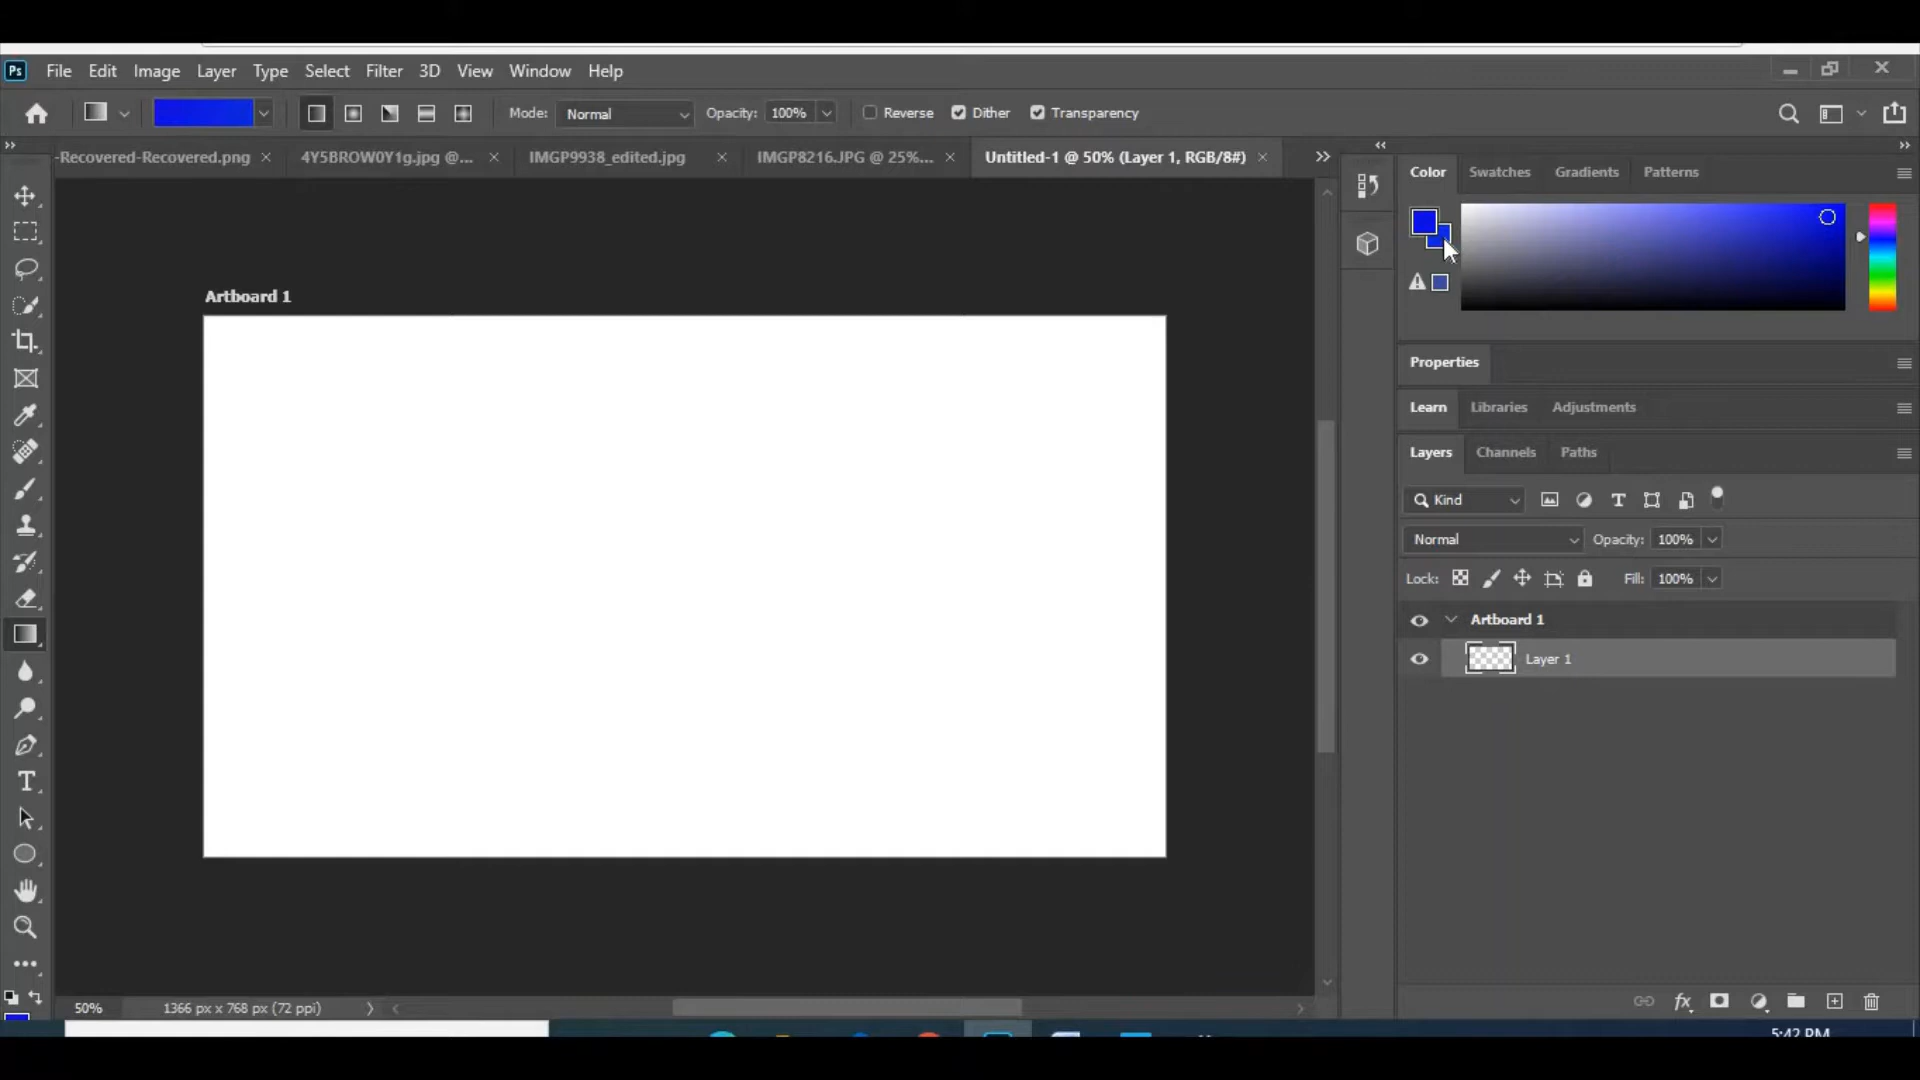 Ps File Edit Image Layer Type Select Filter 3D View Window Help
Mode: Normal Opacity: 100% Reverse Dither Transparency
-Recovered-Recovered.png 4Y5BROW0Y1g.jpg @... IMGP9938_edited.jpg IMGP8216.JPG @ 25%... Untitled-1 @ 50% (Layer 1, RGB/8#)
Color Swatches Gradients Patterns
Artboard 1
Properties
Learn Libraries Adjustments
Layers Channels Paths
Kind
Normal Opacity: 100%
Lock: Fill: 100%
Artboard 1
Layer 1
50% 1366 px x 768 px (72 ppi)
5:42 PM